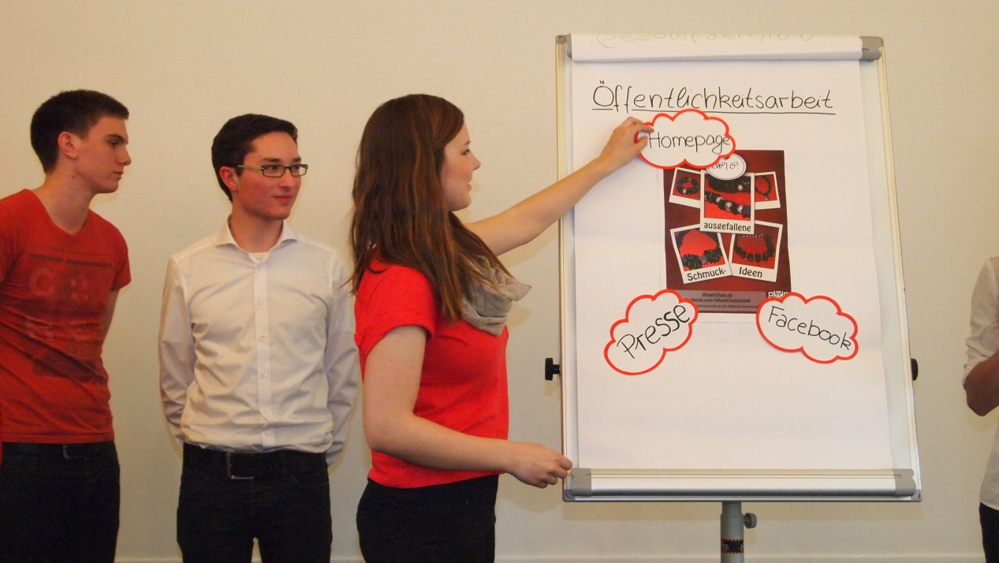 Öffentlichkeitsarbeit
Homepage
ausgefallene
Schmuck-
Ideen
Presse
Facebook